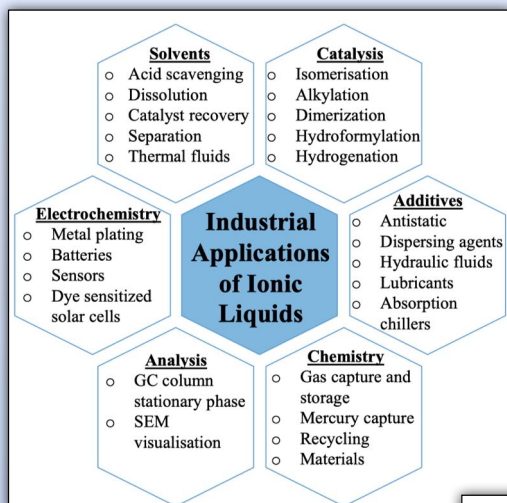 Solvents
○ Acid scavenging
○ Dissolution
○ Catalyst recovery
○ Separation
○ Thermal fluids
Catalysis
○ Isomerisation
○ Alkylation
○ Dimerization
○ Hydroformylation
○ Hydrogenation
Electrochemistry
○ Metal plating
○ Batteries
○ Sensors
○ Dye sensitized
solar cells
Industrial
Applications
of Ionic
Liquids
Additives
○ Antistatic
○ Dispersing agents
○ Hydraulic fluids
○ Lubricants
○ Absorption
chillers
Analysis
○ GC column
stationary phase
○ SEM
visualisation
Chemistry
○ Gas capture and
storage
○ Mercury capture
○ Recycling
○ Materials